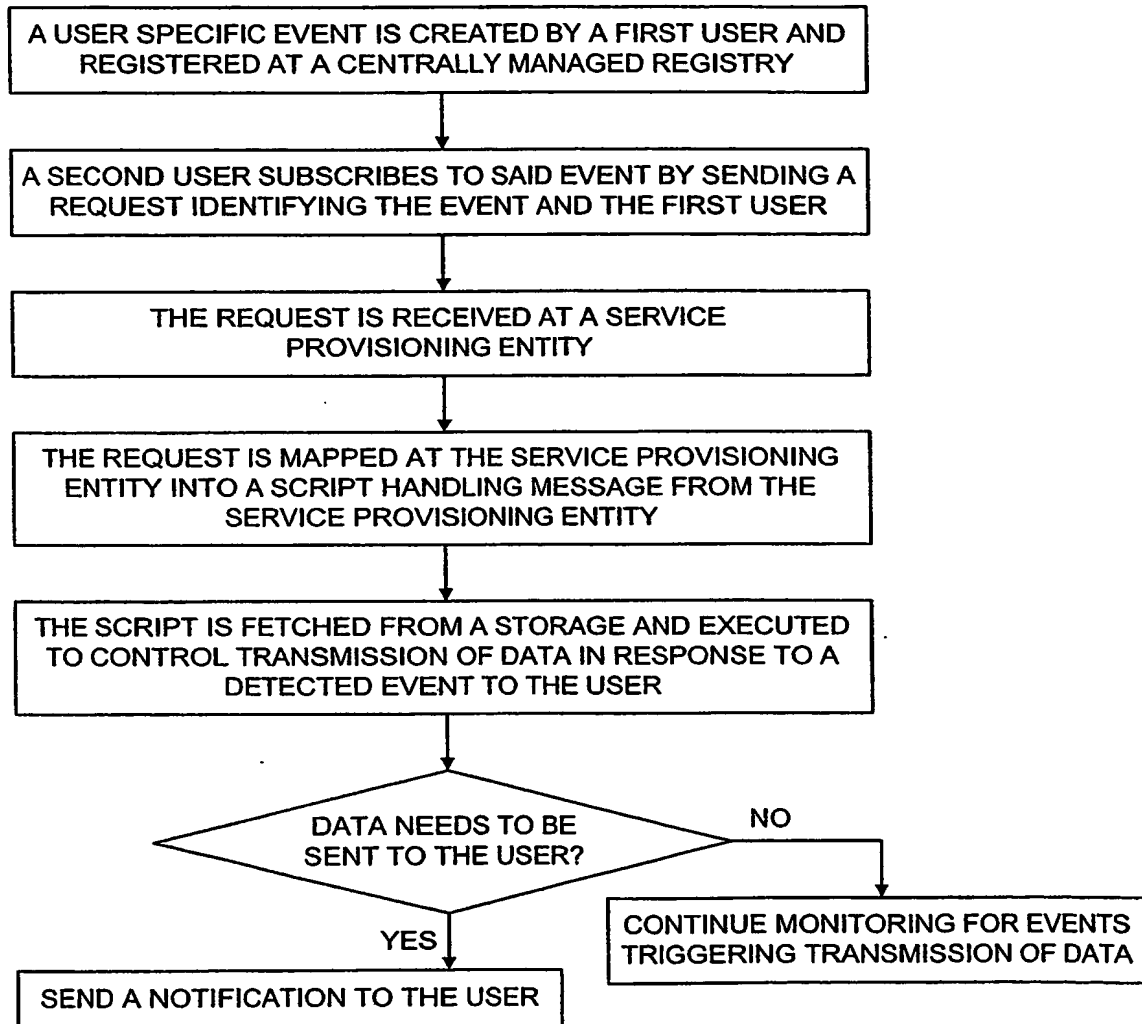 A USER SPECIFIC EVENT IS CREATED BY A FIRST USER AND
REGISTERED AT A CENTRALLY MANAGED REGISTRY
A SECOND USER SUBSCRIBES TO SAID EVENT BY SENDING A
REQUEST IDENTIFYING THE EVENT AND THE FIRST USER
THE REQUEST IS RECEIVED AT A SERVICE
PROVISIONING ENTITY
THE REQUEST IS MAPPED AT THE SERVICE PROVISIONING
ENTITY INTO A SCRIPT HANDLING MESSAGE FROM THE
SERVICE PROVISIONING ENTITY
THE SCRIPT IS FETCHED FROM A STORAGE AND EXECUTED
TO CONTROL TRANSMISSION OF DATA IN RESPONSE TO A
DETECTED EVENT TO THE USER
DATA NEEDS TO BE
SENT TO THE USER?
NO
CONTINUE MONITORING FOR EVENTS
TRIGGERING TRANSMISSION OF DATA
YES
SEND A NOTIFICATION TO THE USER